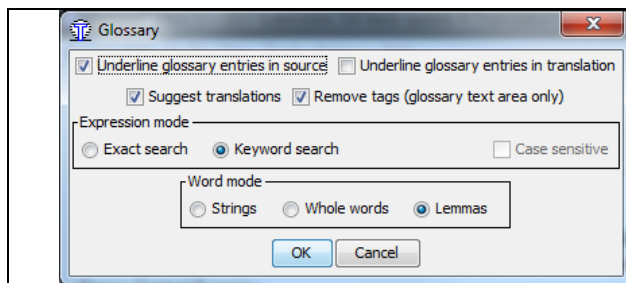 Glossary
Underline glossary entries in source Underline glossary entries in translation
Suggest translations Remove tags (glossary text area only)
Expression mode
Exact search Keyword search Case sensitive
Word mode
Strings Whole words Lemmas
OK Cancel